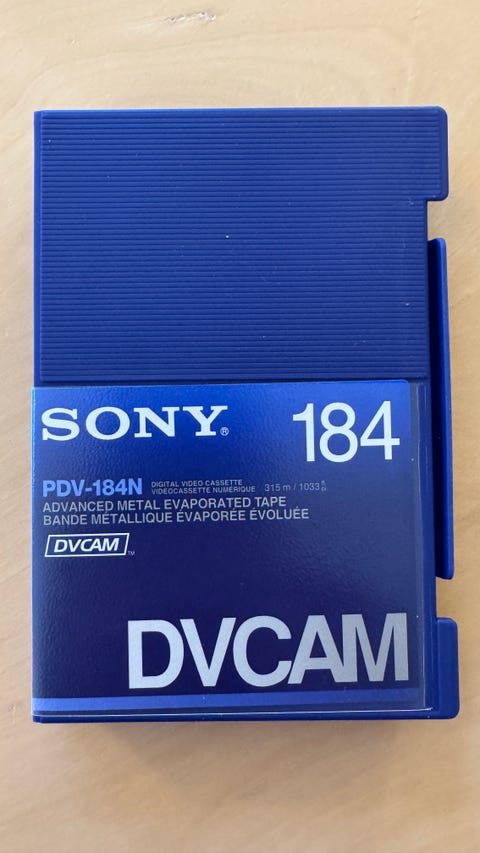 SONY® 184
PDV-184N DIGITAL VIDEO CASSETTE
VIDEOCASSETTE NUMÉRIQUE 315 m / 1033 ft p.
ADVANCED METAL EVAPORATED TAPE
BANDE MÉTALLIQUE ÉVAPORÉE ÉVOLUÉE
DVCAM™
DVCAM